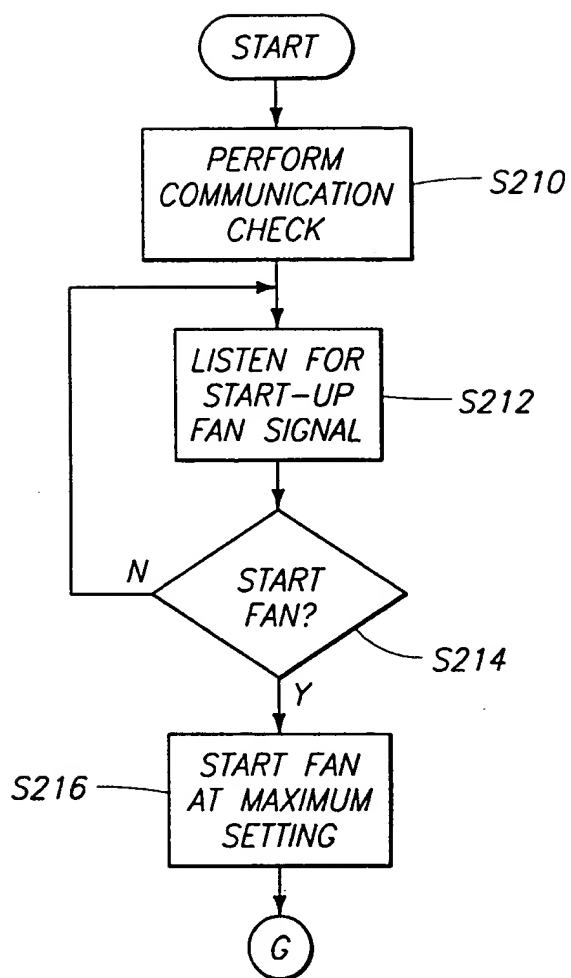 START
PERFORM
COMMUNICATION
CHECK
S210
LISTEN FOR
START-UP
FAN SIGNAL
S212
N
START
FAN?
S214
Y
START FAN
AT MAXIMUM
SETTING
S216
G